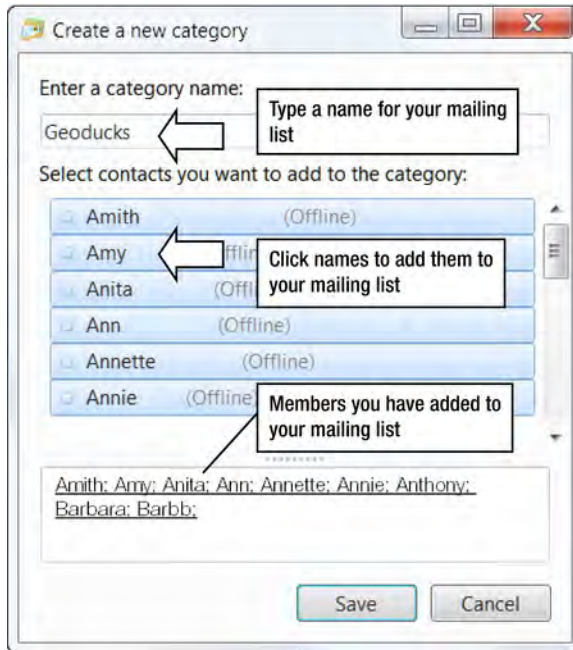 Create a new category
Enter a category name:
Type a name for your mailing
list
Geoducks
Select contacts you want to add to the category:
Amith (Offline)
Amy
Click names to add them to
your mailing list
Anita
Ann (Offline)
Annette (Offline)
Annie (Offline)
Members you have added to
your mailing list
Amith; Amy; Anita; Ann; Annette; Annie; Anthony;
Barbara; Barbb;
Save Cancel